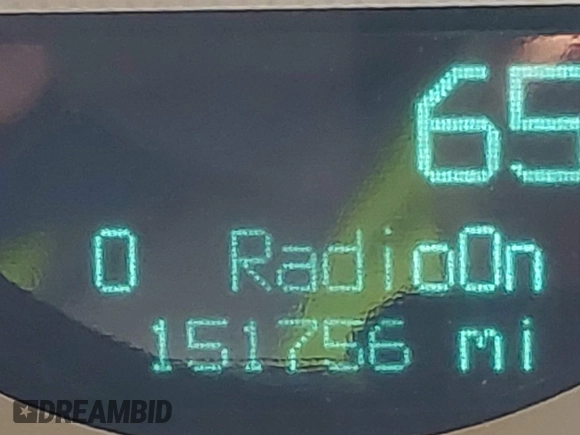 65
0 RadioOn
151756 mi
DREAMBID